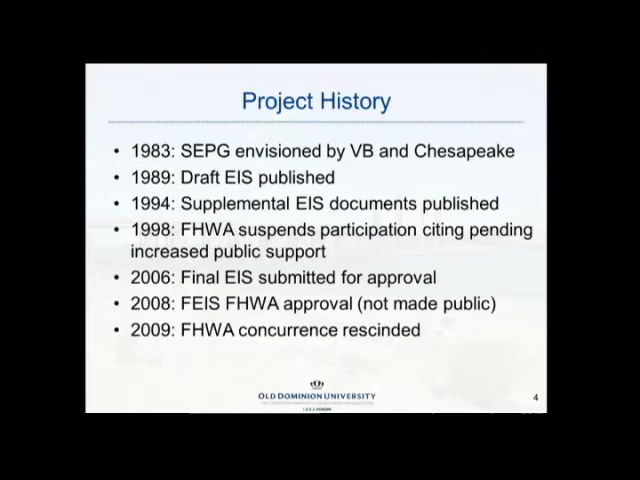 Project History
• 1983: SEPG envisioned by VB and Chesapeake
• 1989: Draft EIS published
• 1994: Supplemental EIS documents published
• 1998: FHWA suspends participation citing pending
increased public support
• 2006: Final EIS submitted for approval
• 2008: FEIS FHWA approval (not made public)
• 2009: FHWA concurrence rescinded
OLD DOMINION UNIVERSITY
4